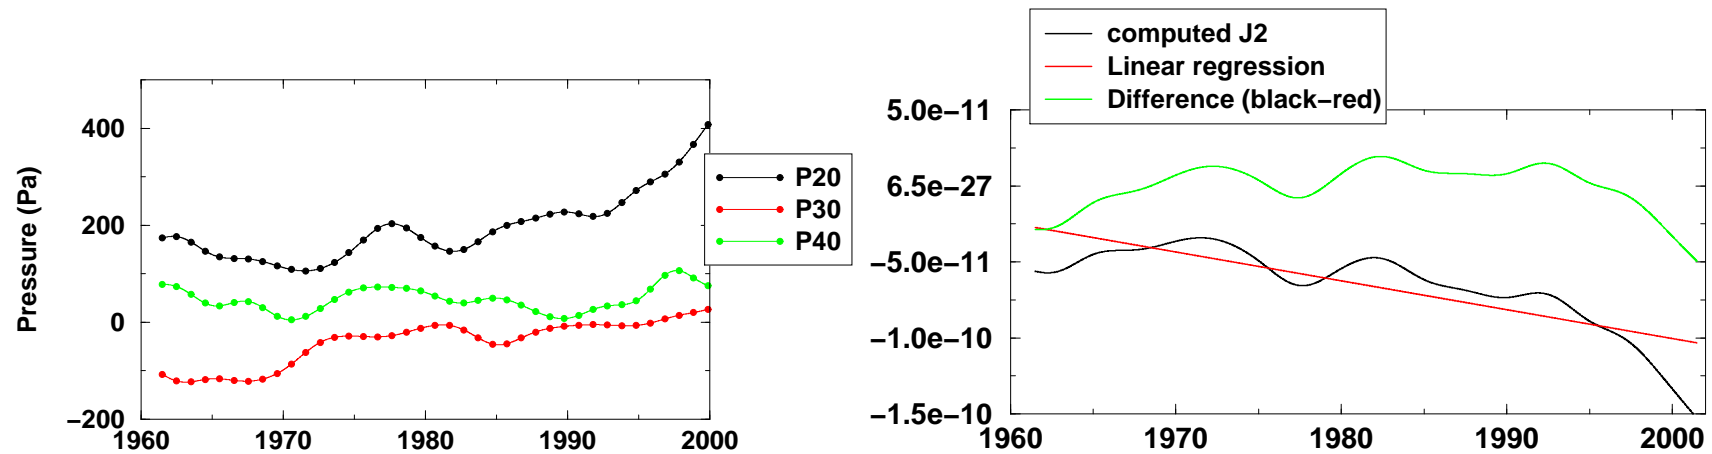 Pressure (Pa)
400
200
0
−200
1960
1970
1980
1990
2000
P20
P30
P40
computed J2
Linear regression
Difference (black−red)
5.0e−11
6.5e−27
−5.0e−11
−1.0e−10
−1.5e−10
1960
1970
1980
1990
2000